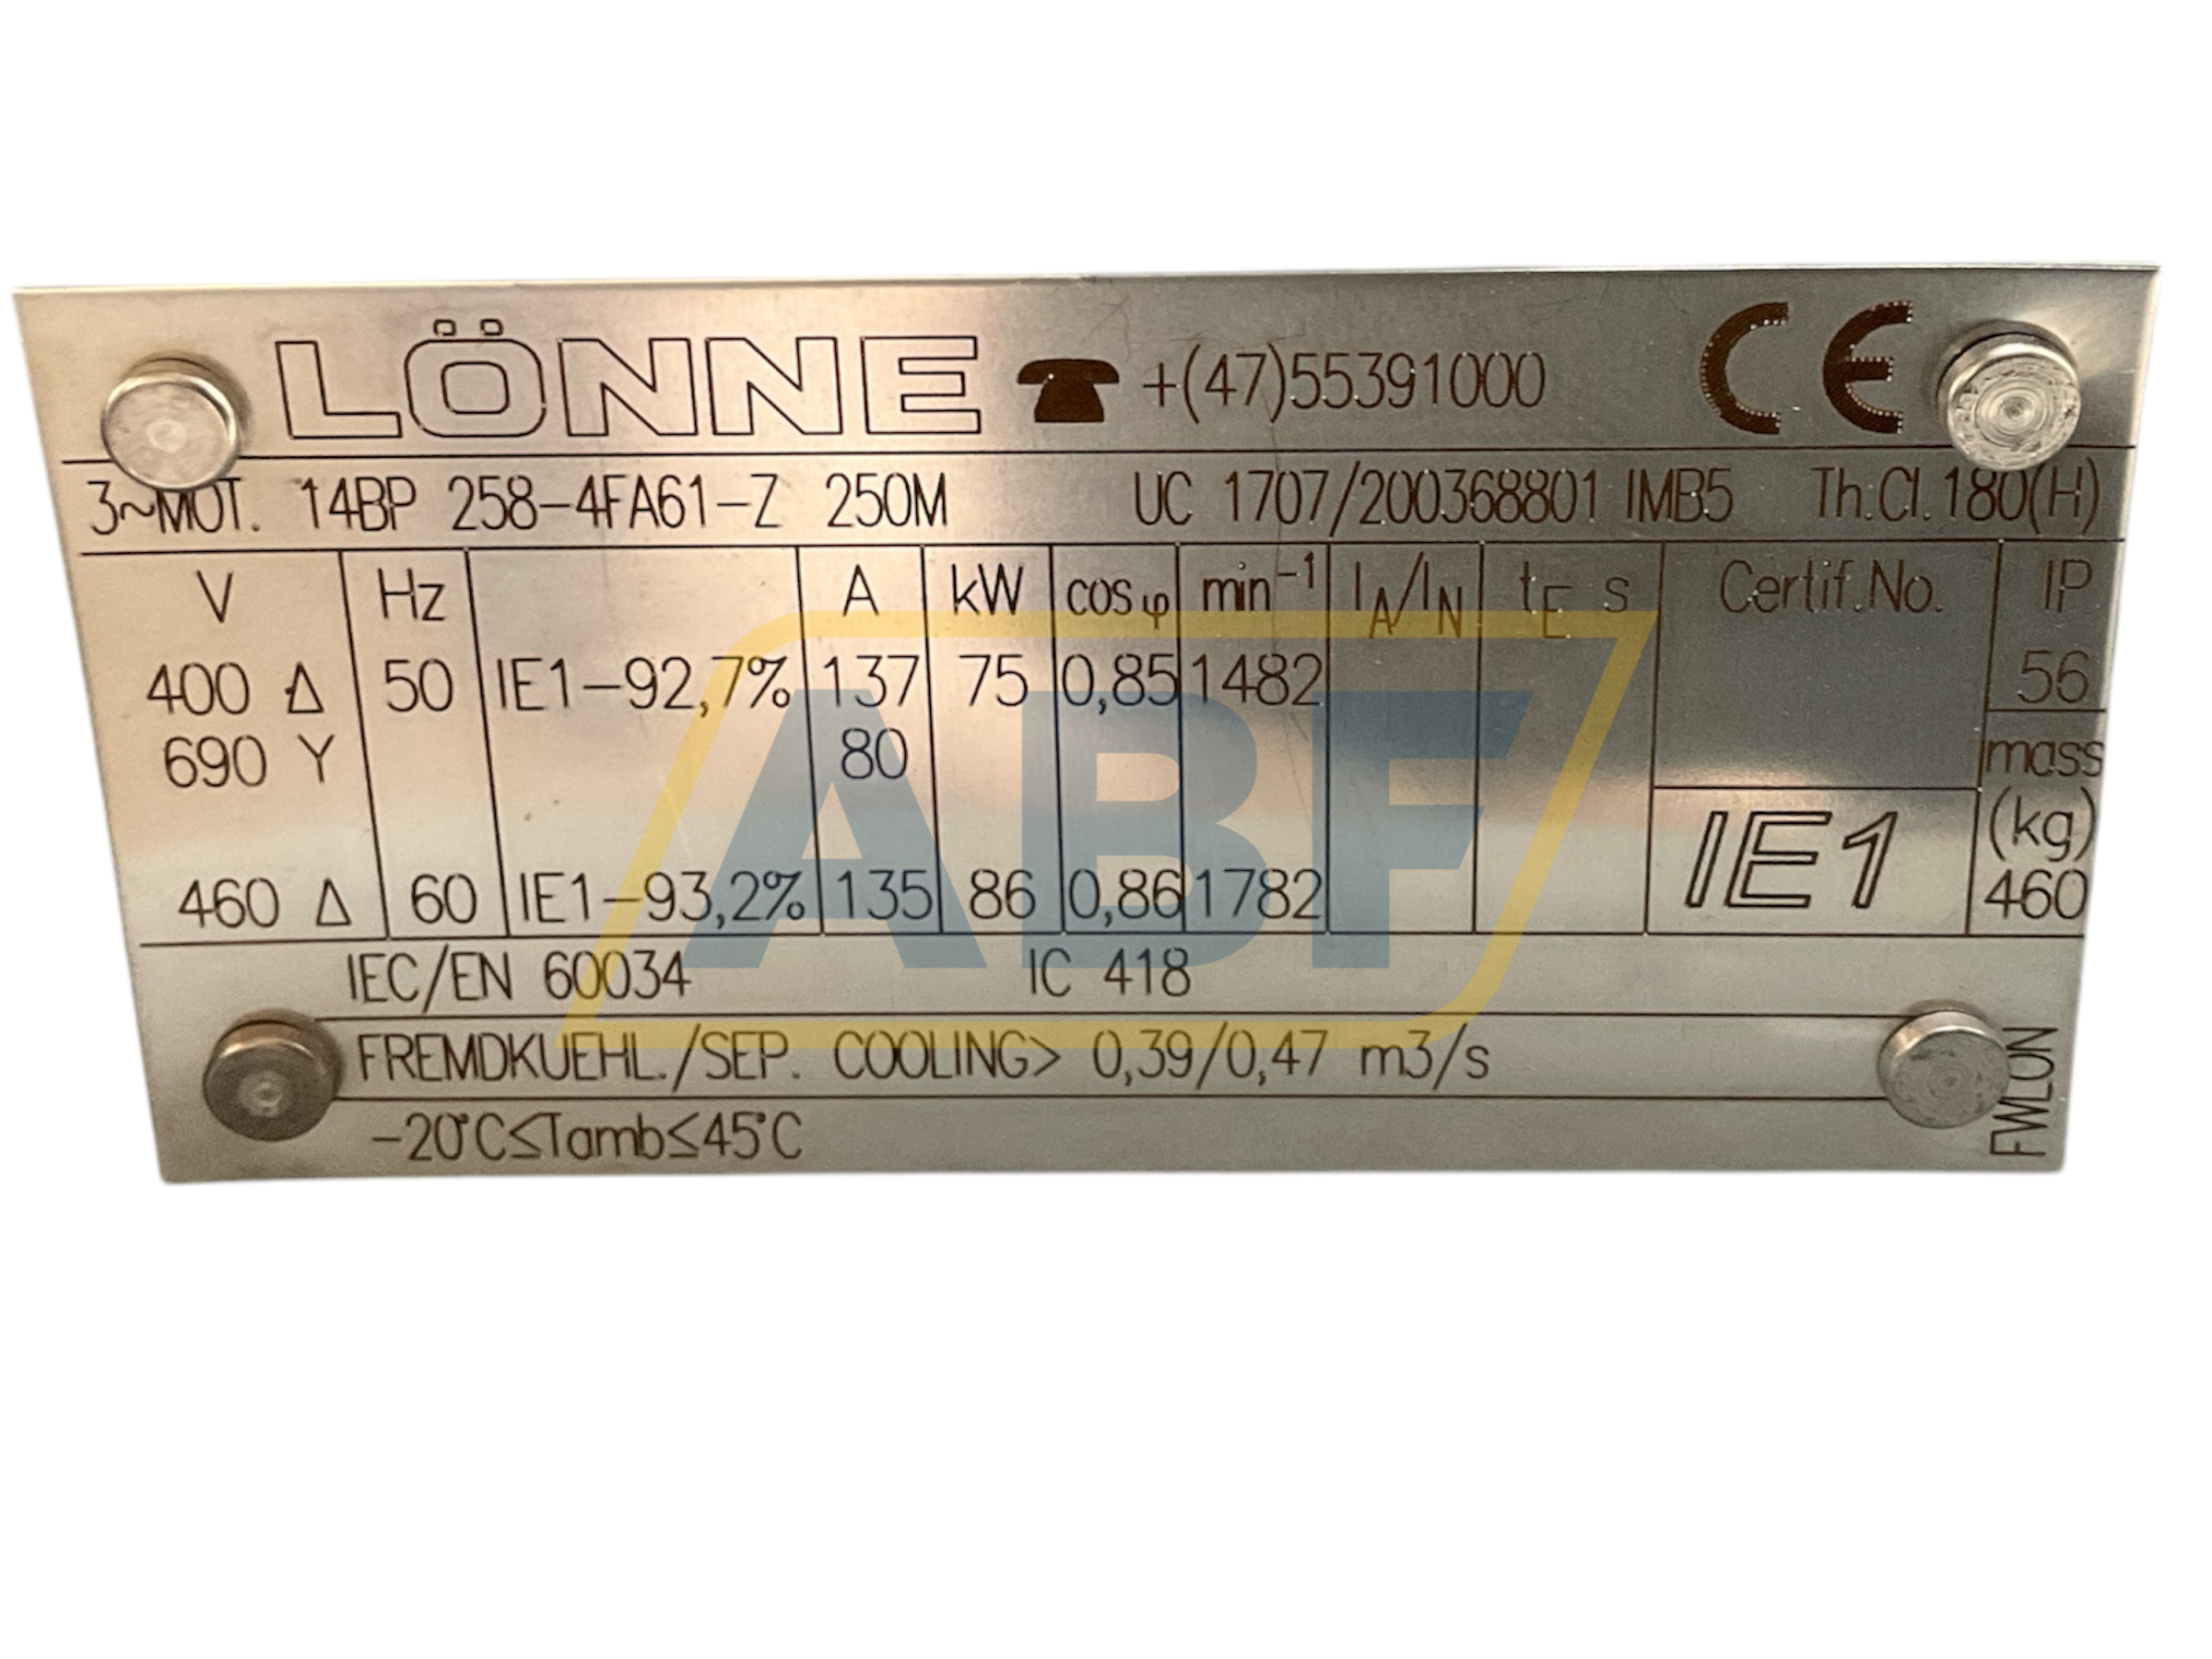 LÖNNE ☎ +(47)55391000 CE
3~MOT. 14BP 258-4FA61-Z 250M UC 1707/200368801 IMB5 Th.Cl.180(H)
V Hz A kW cos φ min⁻¹ IA/IN tE s Certif.No. IP
400 Δ 50 IE1-92,7% 137 75 0,85 1482 56
690 Y 80 mass
(kg)
460 Δ 60 IE1-93,2% 135 86 0,86 1782 IE1 460
IEC/EN 60034 IC 418
FREMDKUEHL./SEP. COOLING> 0,39/0,47 m3/s
-20°C≤Tamb≤45°C
FWLON
ABF